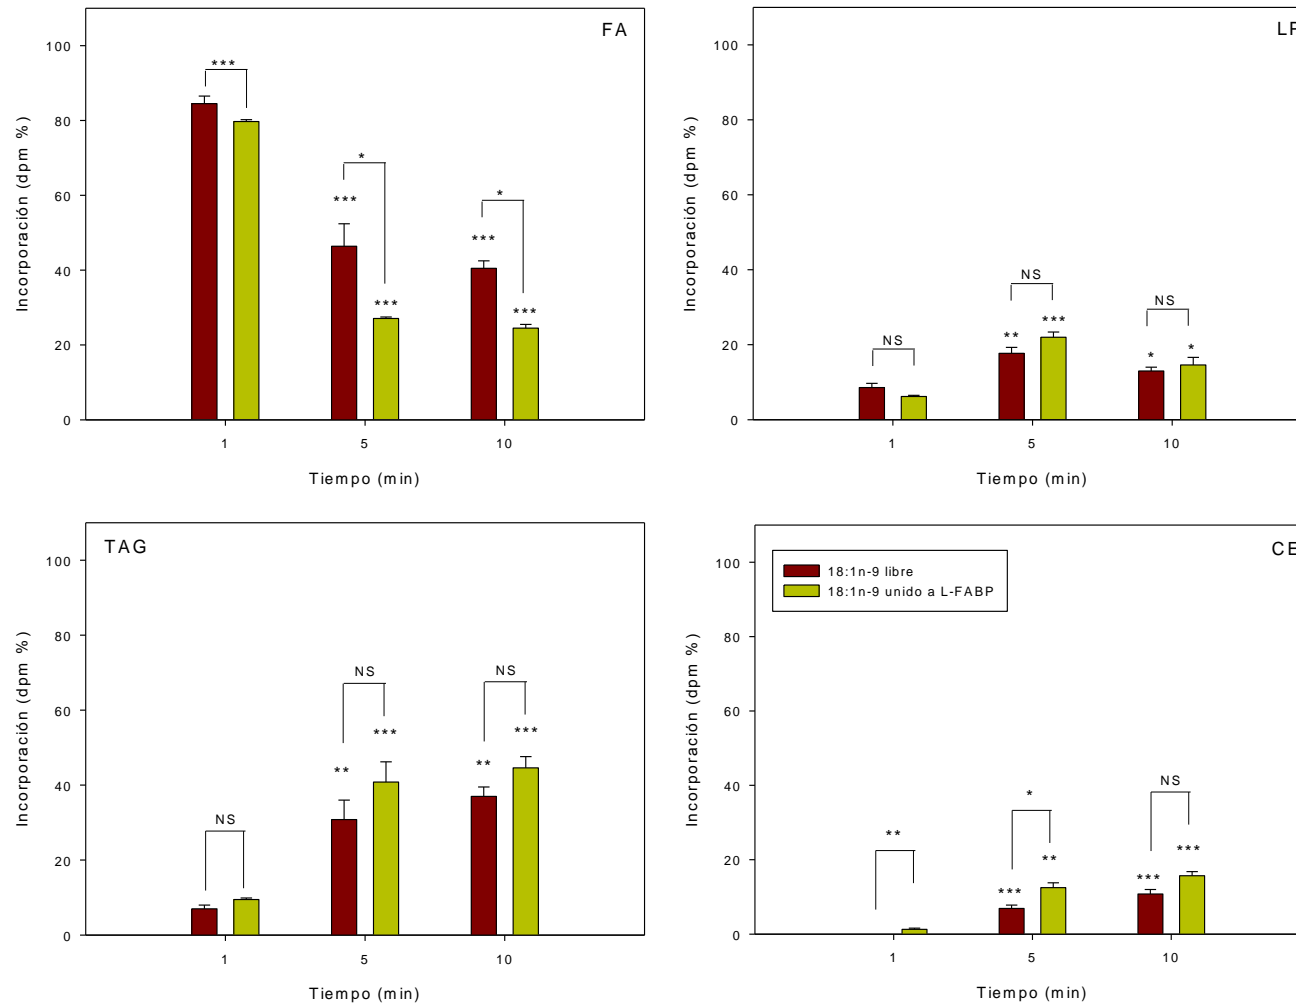 FA
Incorporación (dpm %)
100
80
60
40
20
0
***
*
***
***
*
***
***
1
5
10
Tiempo (min)
LP
Incorporación (dpm %)
100
80
60
40
20
0
NS
NS
**
***
NS
*
*
1
5
10
Tiempo (min)
TAG
Incorporación (dpm %)
100
80
60
40
20
0
NS
NS
**
***
NS
**
***
1
5
10
Tiempo (min)
CE
18:1n-9 libre
18:1n-9 unido a L-FABP
Incorporación (dpm %)
100
80
60
40
20
0
**
*
***
**
NS
***
***
1
5
10
Tiempo (min)